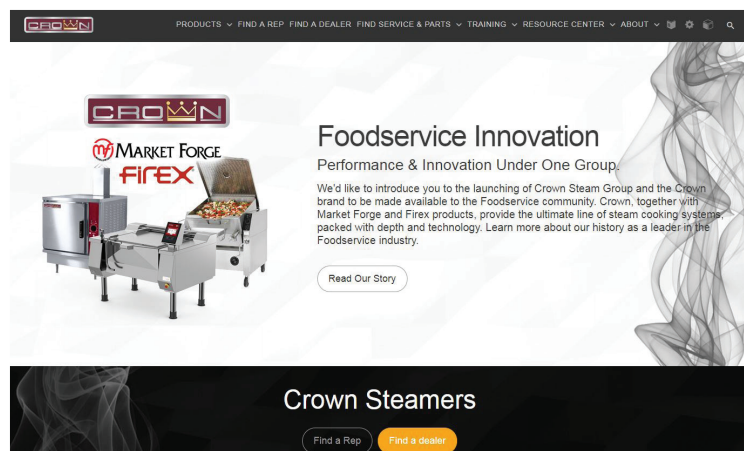 CROWN
PRODUCTS FIND A REP FIND A DEALER FIND SERVICE & PARTS TRAINING RESOURCE CENTER ABOUT
CROWN
mf MARKET FORGE
FIREX
Foodservice Innovation
Performance & Innovation Under One Group.
We'd like to introduce you to the launching of Crown Steam Group and the Crown
brand to be made available to the Foodservice community. Crown, together with
Market Forge and Firex products, provide the ultimate line of steam cooking systems,
packed with depth and technology. Learn more about our history as a leader in the
Foodservice industry.
Read Our Story
Crown Steamers
Find a Rep
Find a dealer